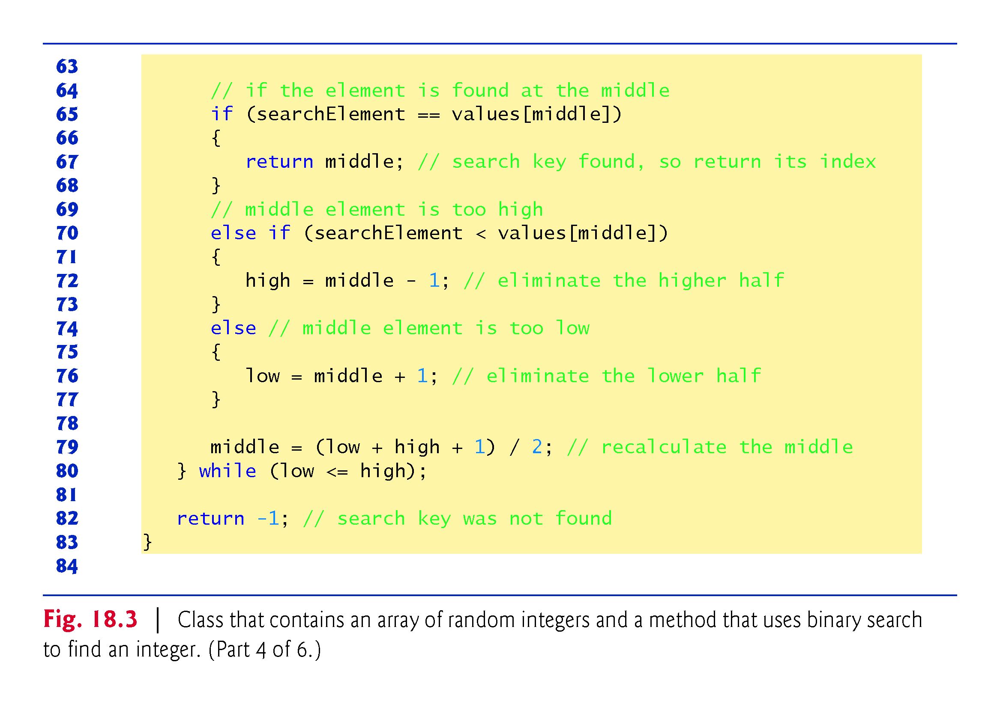 63
64 // if the element is found at the middle
65 if (searchElement == values[middle])
66 {
67 return middle; // search key found, so return its index
68 }
69 // middle element is too high
70 else if (searchElement < values[middle])
71 {
72 high = middle - 1; // eliminate the higher half
73 }
74 else // middle element is too low
75 {
76 low = middle + 1; // eliminate the lower half
77 }
78
79 middle = (low + high + 1) / 2; // recalculate the middle
80 } while (low <= high);
81
82 return -1; // search key was not found
83 }
84
Fig. 18.3 | Class that contains an array of random integers and a method that uses binary search
to find an integer. (Part 4 of 6.)